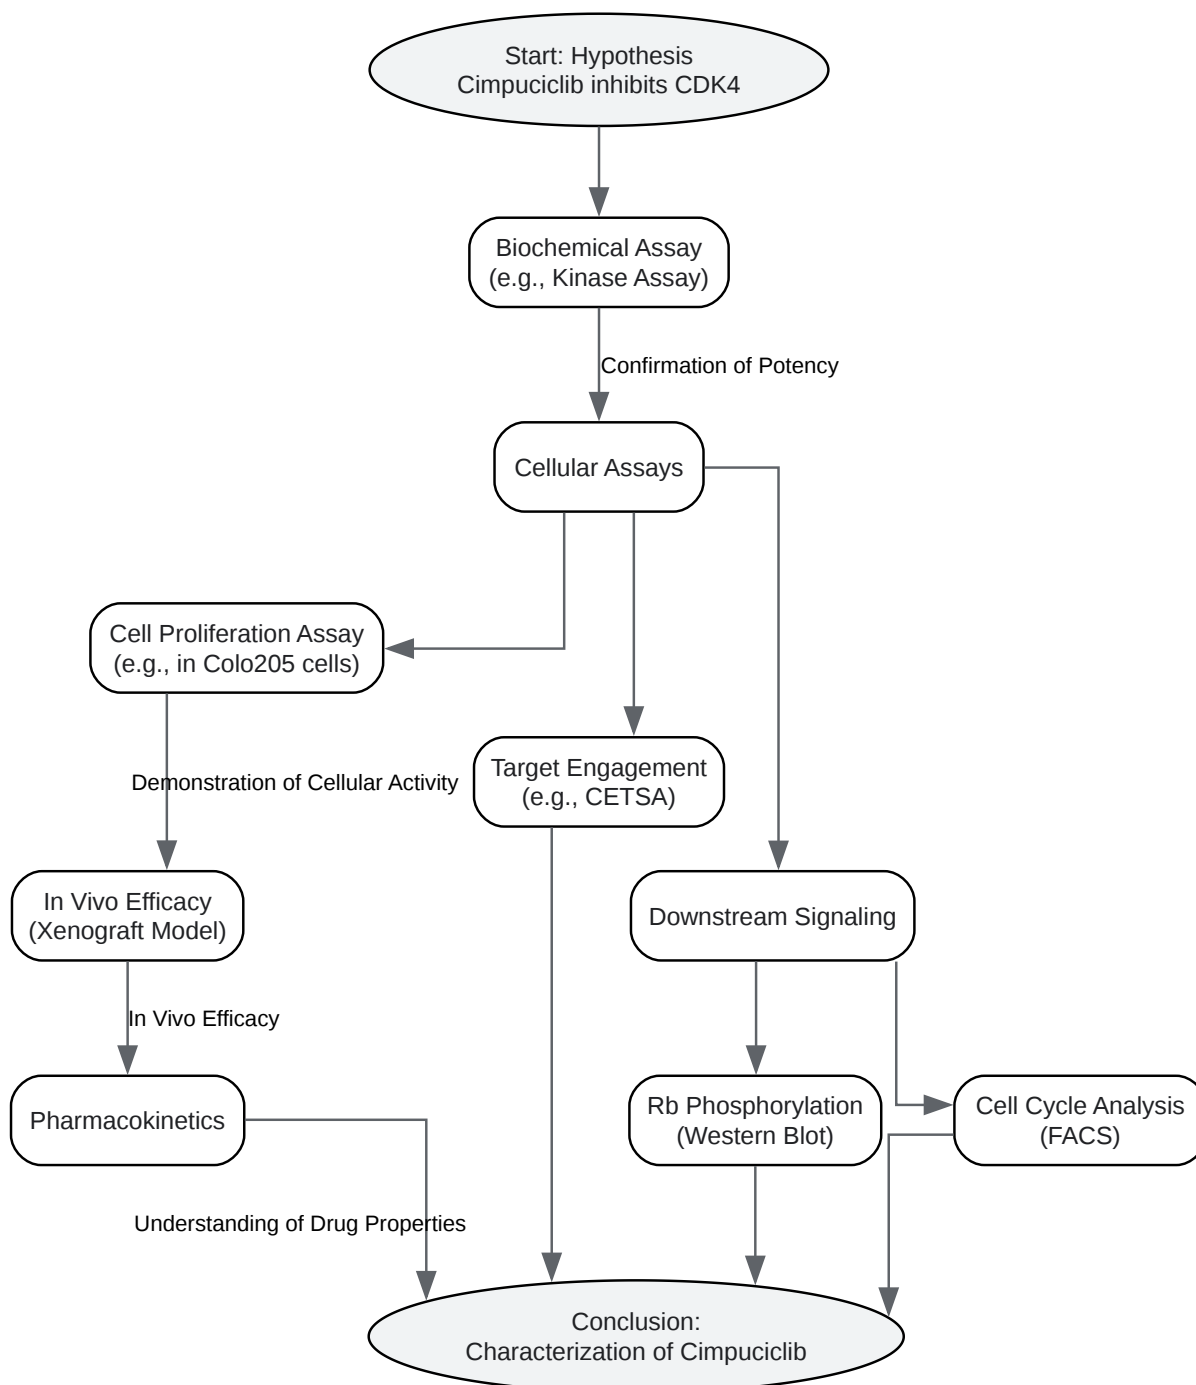 Start: Hypothesis
Cimpuciclib inhibits CDK4
Biochemical Assay
(e.g., Kinase Assay)
Confirmation of Potency
Cellular Assays
Cell Proliferation Assay
(e.g., in Colo205 cells)
Demonstration of Cellular Activity
Target Engagement
(e.g., CETSA)
In Vivo Efficacy
(Xenograft Model)
Downstream Signaling
In Vivo Efficacy
Pharmacokinetics
Rb Phosphorylation
(Western Blot)
Cell Cycle Analysis
(FACS)
Understanding of Drug Properties
Conclusion:
Characterization of Cimpuciclib